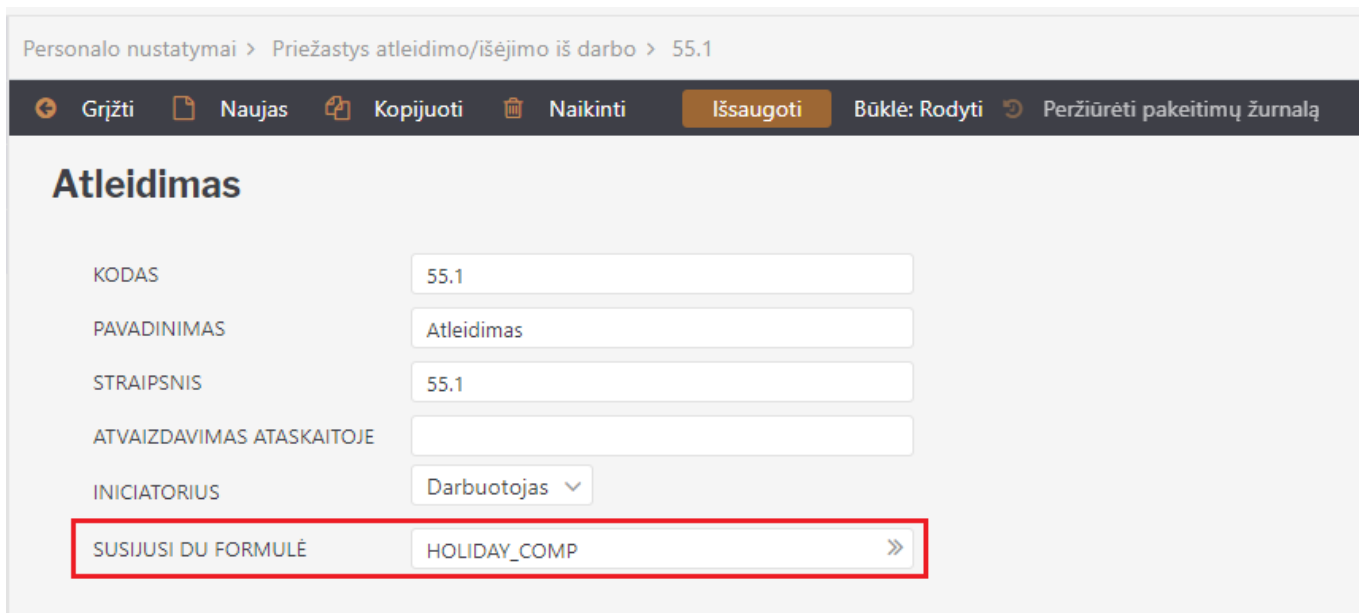 Personalo nustatymai > Priežastys atleidimo/išėjimo iš darbo > 55.1
Grįžti Naujas Kopijuoti Naikinti Išsaugoti Būklė: Rodyti Peržiūrėti pakeitimų žurnalą
Atleidimas
KODAS 55.1
PAVADINIMAS Atleidimas
STRAIPSNIS 55.1
ATVAIZDAVIMAS ATASKAITOJE
INICIATORIUS Darbuotojas
SUSIJUSI DU FORMULĖ HOLIDAY_COMP »